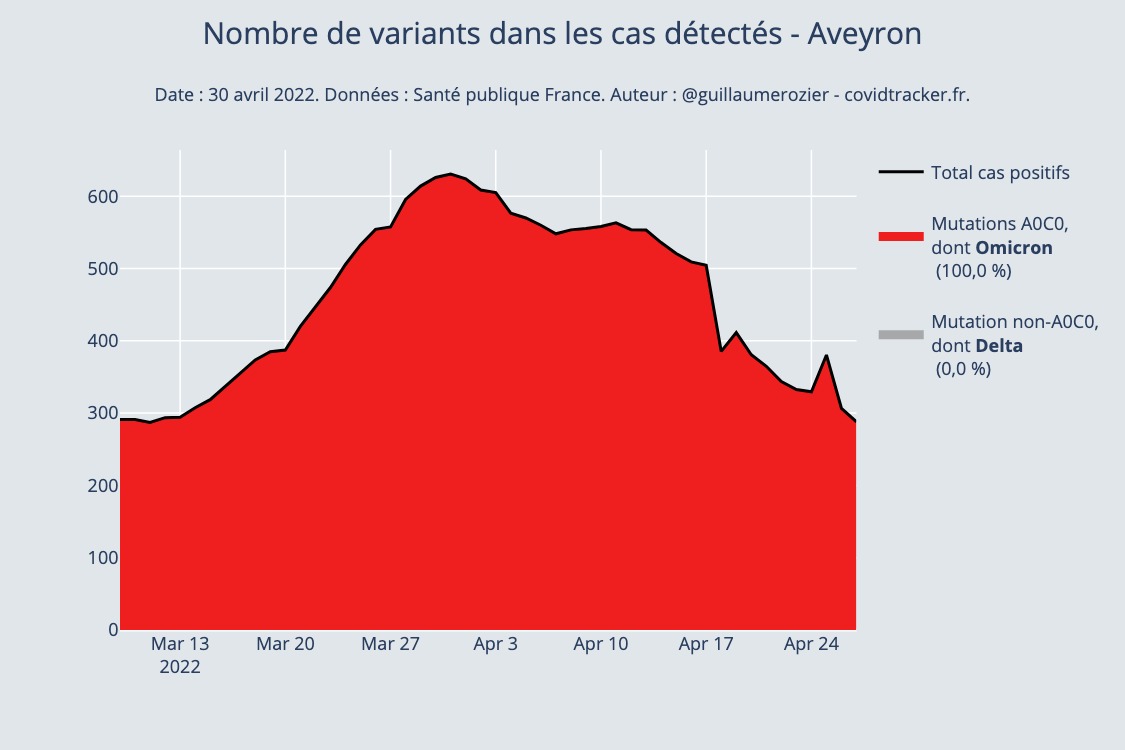 Nombre de variants dans les cas détectés - Aveyron
Date : 30 avril 2022. Données : Santé publique France. Auteur : @guillaumerozier - covidtracker.fr.
Total cas positifs
Mutations A0C0,
dont Omicron
(100,0 %)
Mutation non-A0C0,
dont Delta
(0,0 %)
600
500
400
300
200
100
0
Mar 13
2022
Mar 20
Mar 27
Apr 3
Apr 10
Apr 17
Apr 24